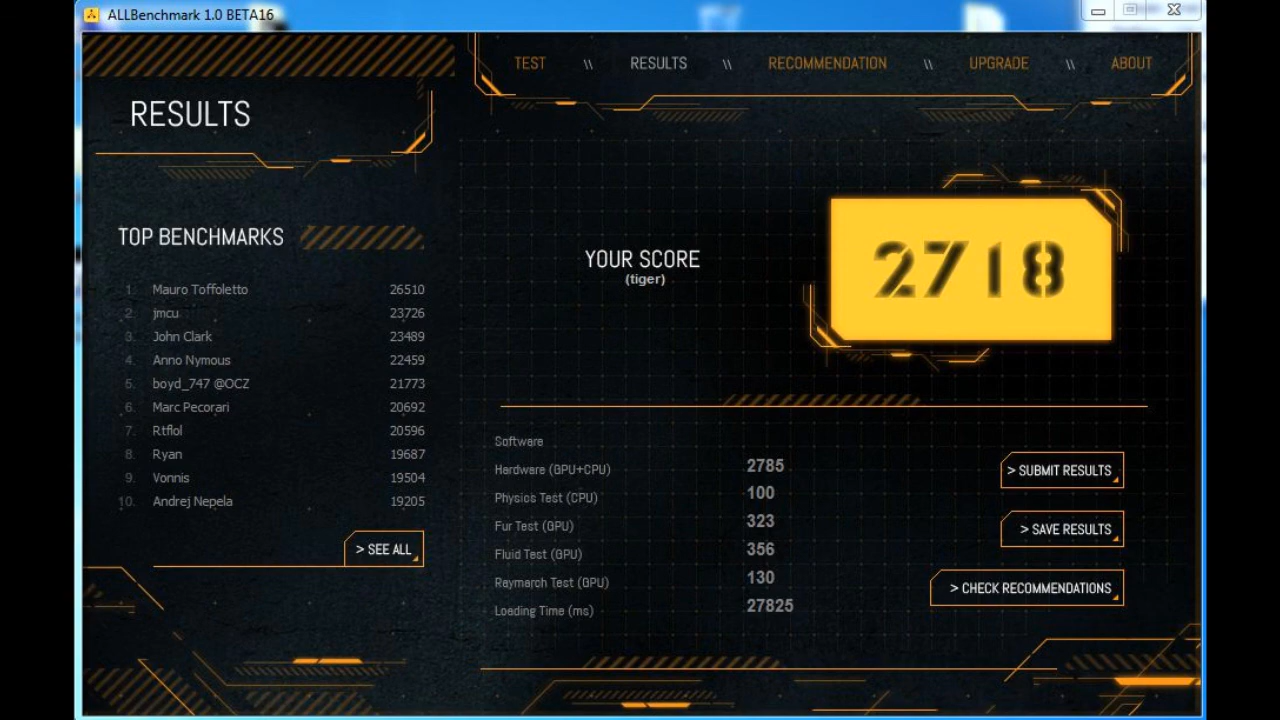 ALLBenchmark 1.0 BETA16
TEST \\ RESULTS \\ RECOMMENDATION \\ UPGRADE \\ ABOUT
RESULTS
TOP BENCHMARKS
1. Mauro Toffoletto 26510
2. jmcu 23726
3. John Clark 23489
4. Anno Nymous 22459
5. boyd_747 @OCZ 21773
6. Marc Pecorari 20692
7. Rtflol 20596
8. Ryan 19687
9. Vonnis 19504
10. Andrej Nepela 19205
> SEE ALL
YOUR SCORE
(tiger)
2718
Software
Hardware (GPU+CPU) 2785
Physics Test (CPU) 100
Fur Test (GPU) 323
Fluid Test (GPU) 356
Raymarch Test (GPU) 130
Loading Time (ms) 27825
> SUBMIT RESULTS
> SAVE RESULTS
> CHECK RECOMMENDATIONS